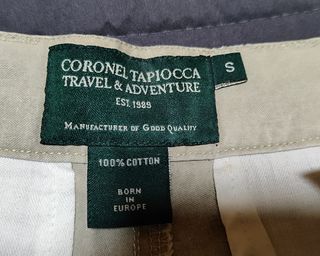 CORONEL TAPIOCCA
TRAVEL & ADVENTURE
EST. 1989
MANUFACTURER OF GOOD QUALITY
S
100% COTTON
BORN
IN
EUROPE